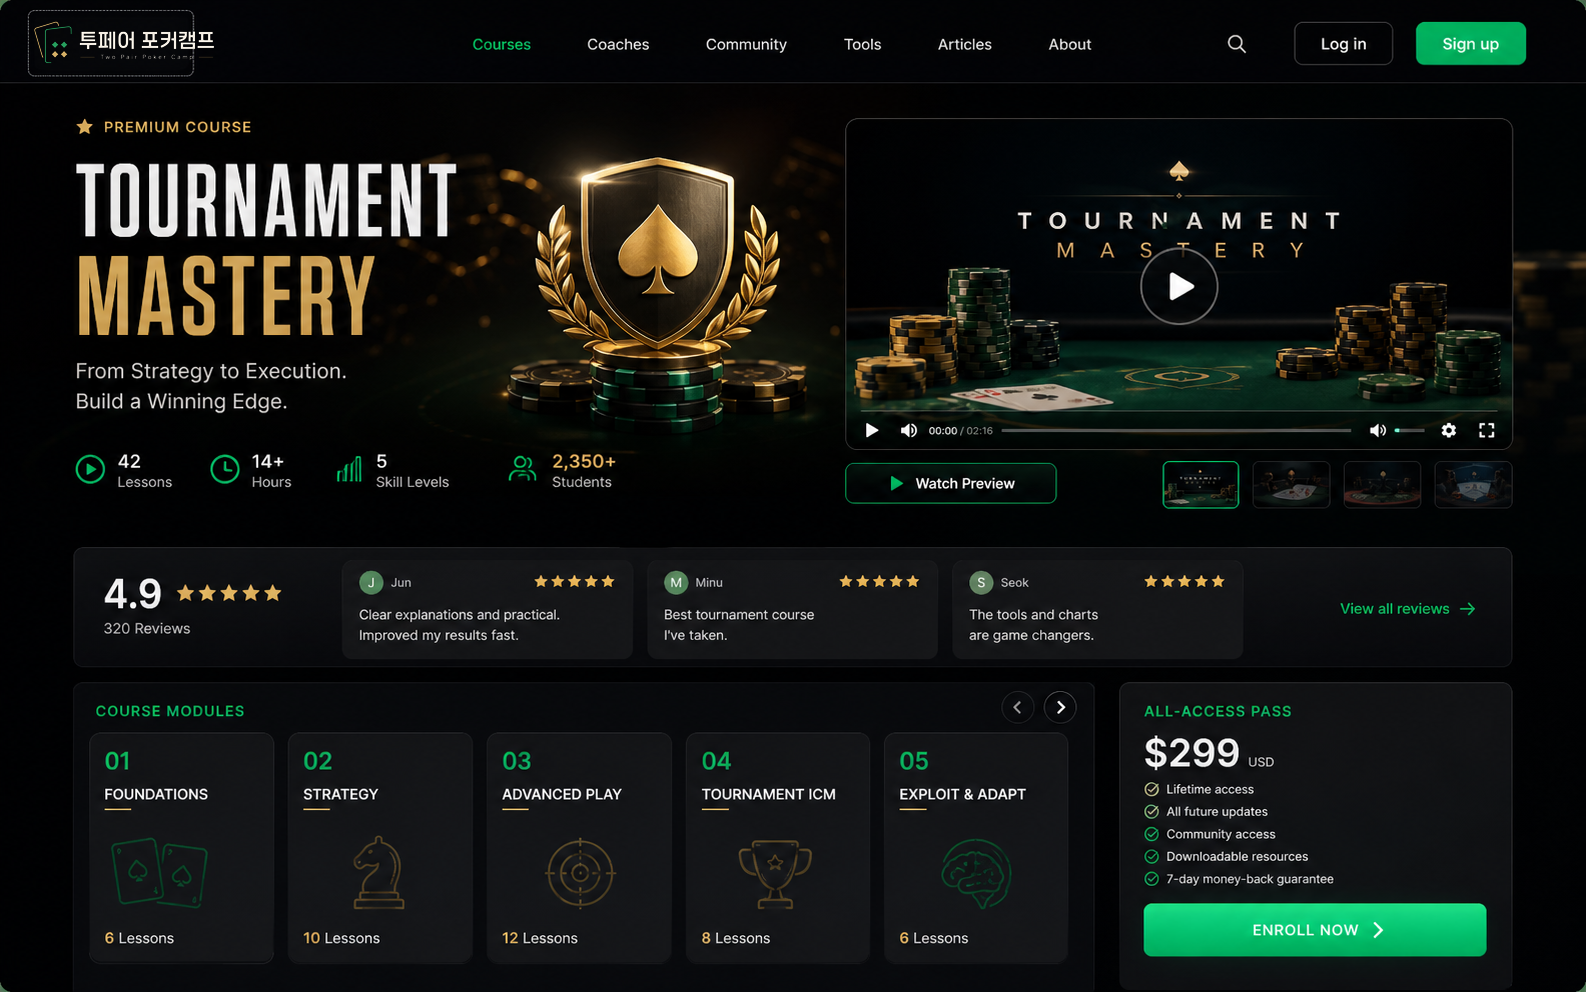 투페어 포커캠프
Two Pair Poker Camp
Courses
Coaches
Community
Tools
Articles
About
Log in
Sign up
PREMIUM COURSE
TOURNAMENT
MASTERY
From Strategy to Execution.
Build a Winning Edge.
42
Lessons
14+
Hours
5
Skill Levels
2,350+
Students
TOURNAMENT
MASTERY
00:00 / 02:16
Watch Preview
4.9
320 Reviews
J Jun
Clear explanations and practical.
Improved my results fast.
M Minu
Best tournament course
I've taken.
S Seok
The tools and charts
are game changers.
View all reviews
COURSE MODULES
01
FOUNDATIONS
6 Lessons
02
STRATEGY
10 Lessons
03
ADVANCED PLAY
12 Lessons
04
TOURNAMENT ICM
8 Lessons
05
EXPLOIT & ADAPT
6 Lessons
ALL-ACCESS PASS
$299 USD
Lifetime access
All future updates
Community access
Downloadable resources
7-day money-back guarantee
ENROLL NOW